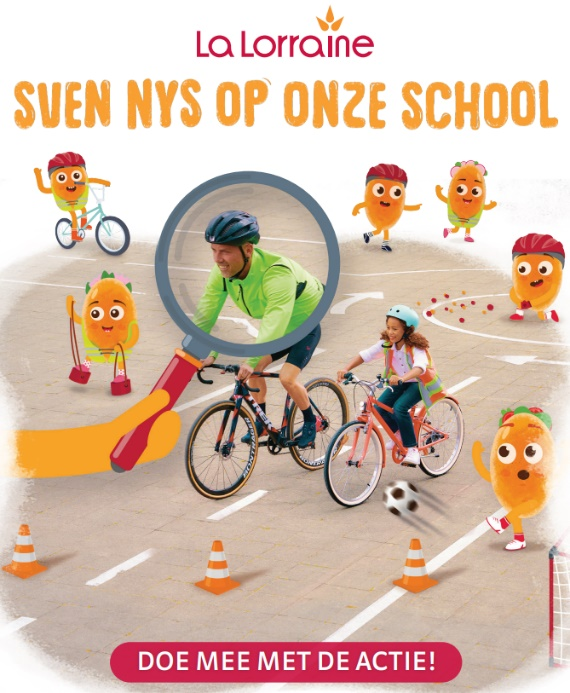 La Lorraine
SVEN NYS OP ONZE SCHOOL
DOE MEE MET DE ACTIE!